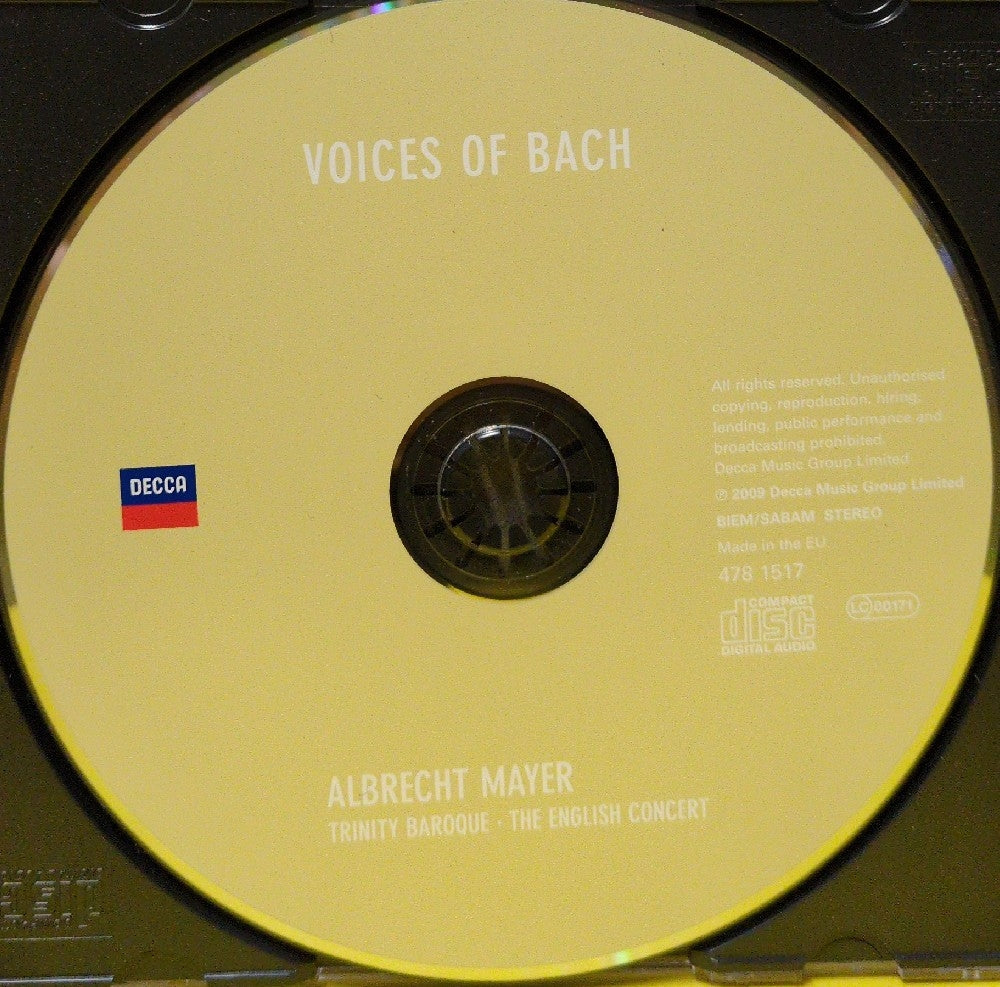 VOICES OF BACH
DECCA
All rights reserved. Unauthorised
copying, reproduction, hiring,
lending, public performance and
broadcasting prohibited.
Decca Music Group Limited
℗ 2009 Decca Music Group Limited
BIEM/SABAM STEREO
Made in the EU
478 1517
COMPACT
disc
DIGITAL AUDIO
LC 00171
ALBRECHT MAYER
TRINITY BAROQUE · THE ENGLISH CONCERT